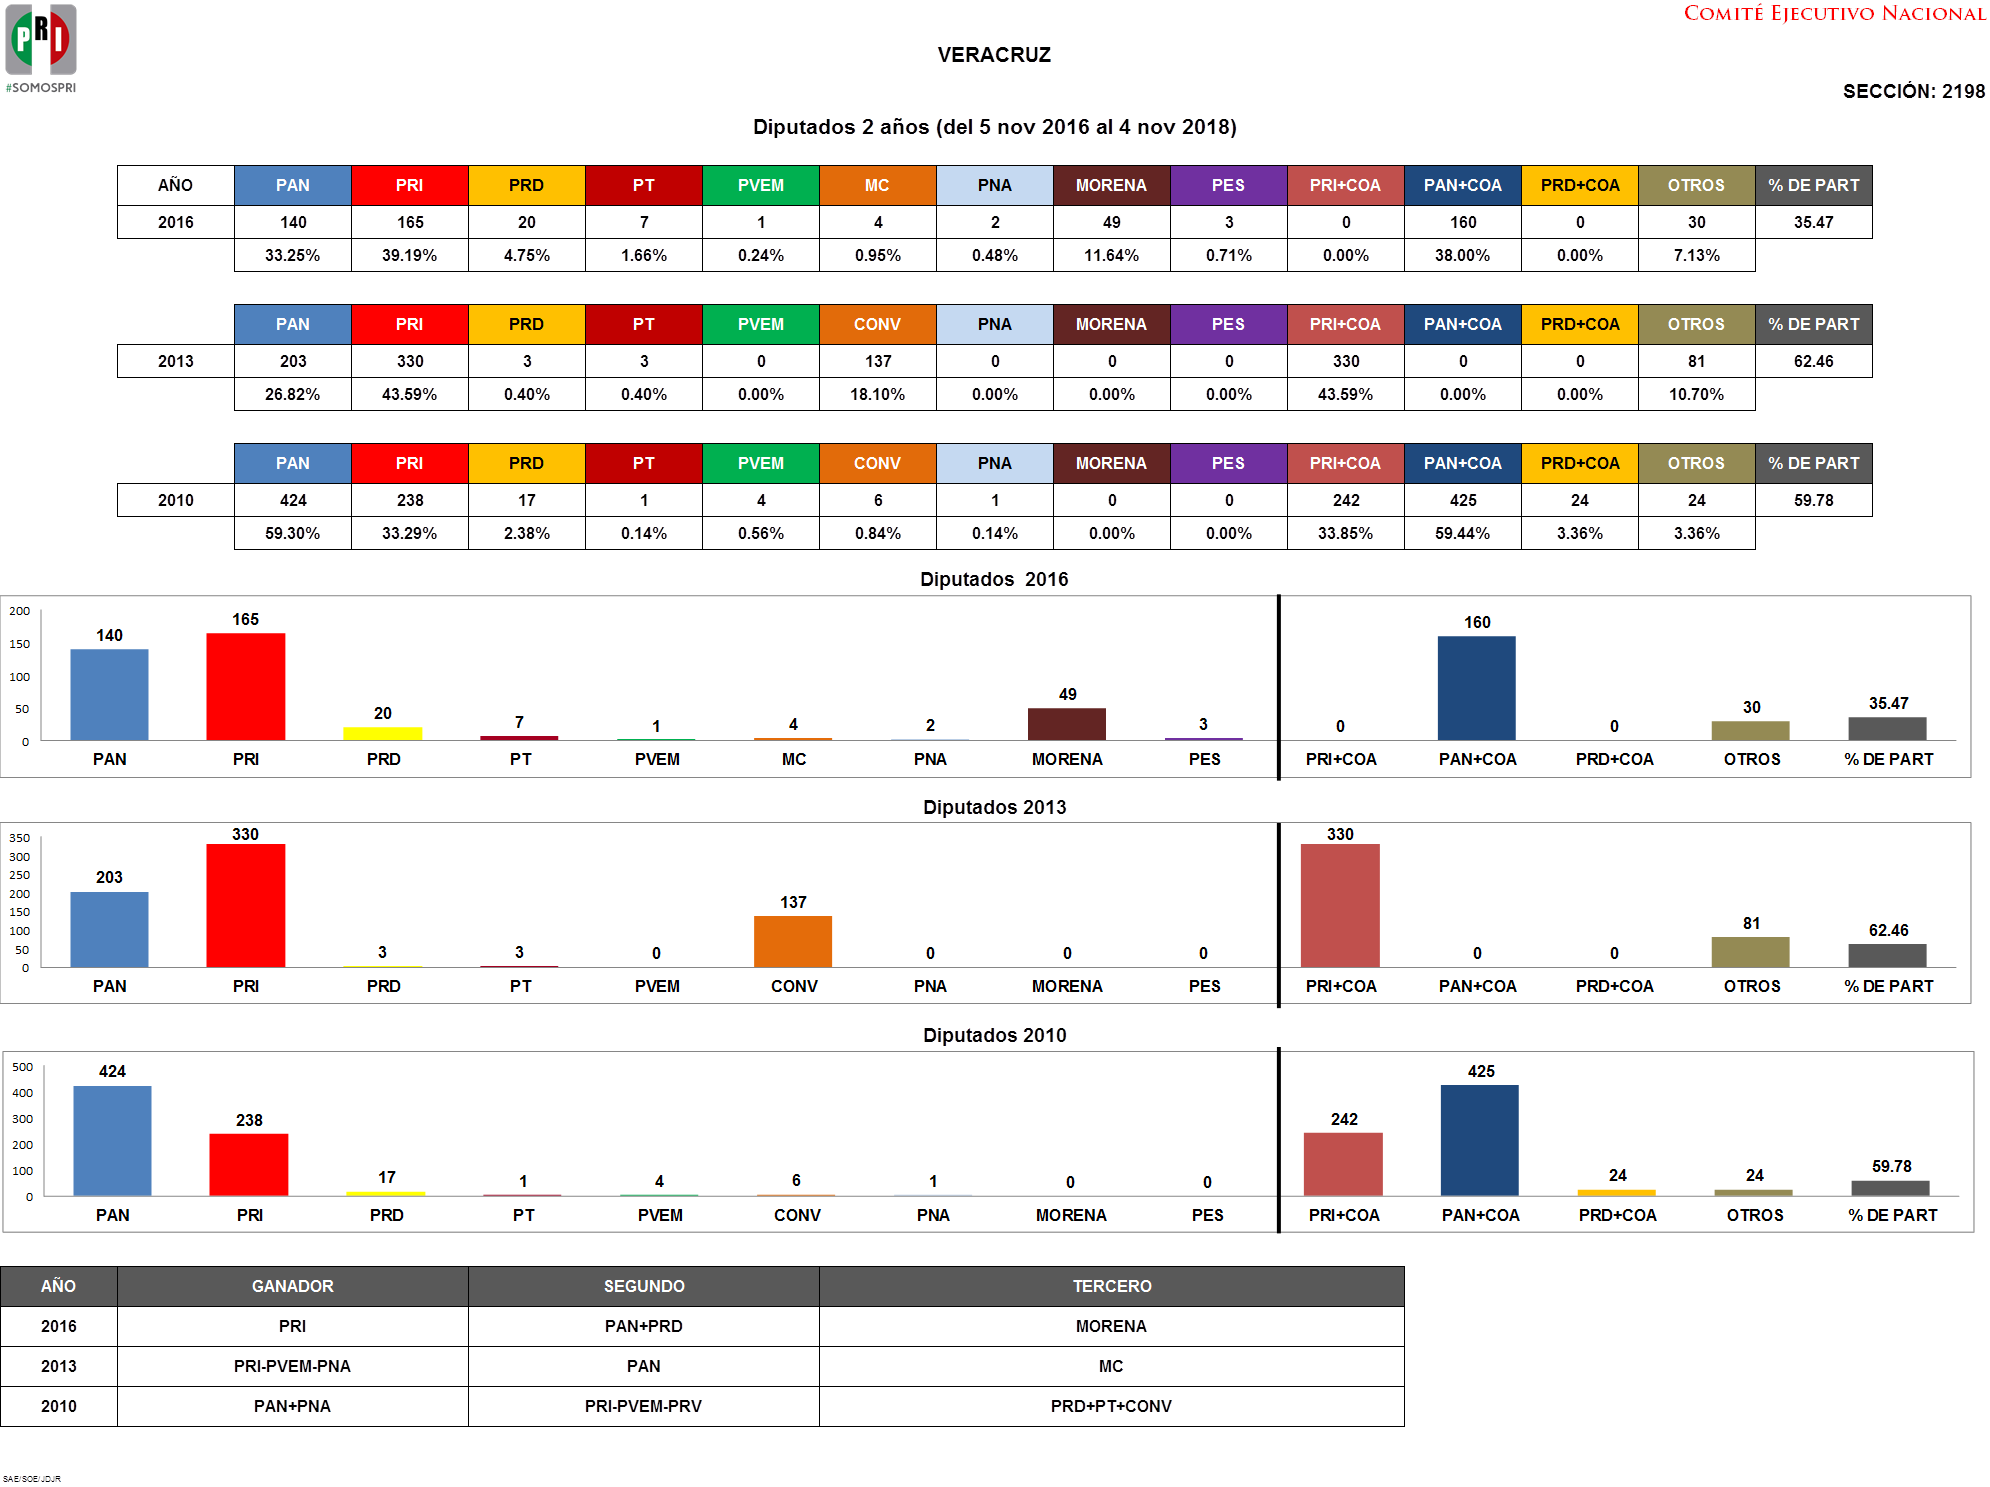 PRI
#SOMOSPRI
COMITÉ EJECUTIVO NACIONAL
VERACRUZ
SECCIÓN: 2198
Diputados 2 años (del 5 nov 2016 al 4 nov 2018)
AÑO PAN PRI PRD PT PVEM MC PNA MORENA PES PRI+COA PAN+COA PRD+COA OTROS % DE PART
2016 140 165 20 7 1 4 2 49 3 0 160 0 30 35.47
33.25% 39.19% 4.75% 1.66% 0.24% 0.95% 0.48% 11.64% 0.71% 0.00% 38.00% 0.00% 7.13%
PAN PRI PRD PT PVEM CONV PNA MORENA PES PRI+COA PAN+COA PRD+COA OTROS % DE PART
2013 203 330 3 3 0 137 0 0 0 330 0 0 81 62.46
26.82% 43.59% 0.40% 0.40% 0.00% 18.10% 0.00% 0.00% 0.00% 43.59% 0.00% 0.00% 10.70%
PAN PRI PRD PT PVEM CONV PNA MORENA PES PRI+COA PAN+COA PRD+COA OTROS % DE PART
2010 424 238 17 1 4 6 1 0 0 242 425 24 24 59.78
59.30% 33.29% 2.38% 0.14% 0.56% 0.84% 0.14% 0.00% 0.00% 33.85% 59.44% 3.36% 3.36%
Diputados 2016
200
150
100
50
0
140 165 20 7 1 4 2 49 3 0 160 0 30 35.47
PAN PRI PRD PT PVEM MC PNA MORENA PES PRI+COA PAN+COA PRD+COA OTROS % DE PART
Diputados 2013
350
300
250
200
150
100
50
0
203 330 3 3 0 137 0 0 0 330 0 0 81 62.46
PAN PRI PRD PT PVEM CONV PNA MORENA PES PRI+COA PAN+COA PRD+COA OTROS % DE PART
Diputados 2010
500
400
300
200
100
0
424 238 17 1 4 6 1 0 0 242 425 24 24 59.78
PAN PRI PRD PT PVEM CONV PNA MORENA PES PRI+COA PAN+COA PRD+COA OTROS % DE PART
AÑO GANADOR SEGUNDO TERCERO
2016 PRI PAN+PRD MORENA
2013 PRI-PVEM-PNA PAN MC
2010 PAN+PNA PRI-PVEM-PRV PRD+PT+CONV
SAE/SOE/JDJR